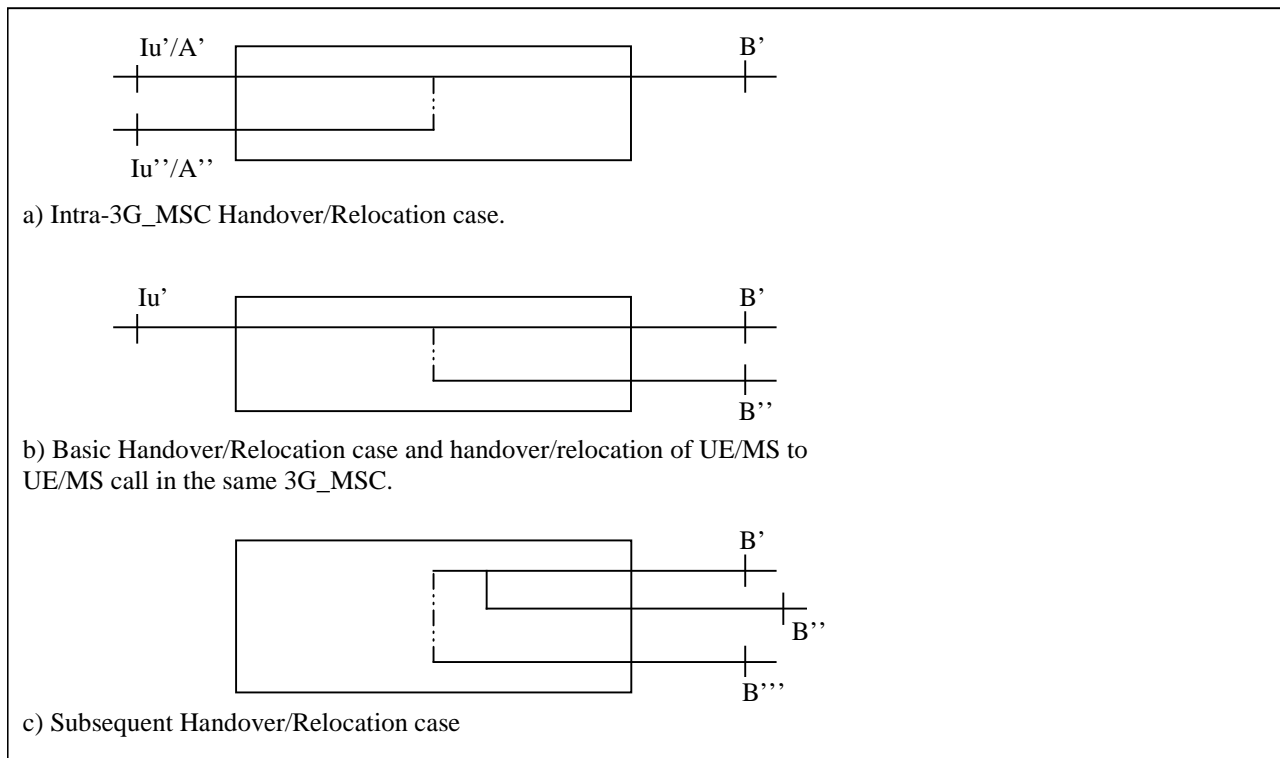 Iu’/A’
B’
Iu’’/A’’
a) Intra-3G_MSC Handover/Relocation case.
Iu’
B’
B’’
b) Basic Handover/Relocation case and handover/relocation of UE/MS to
UE/MS call in the same 3G_MSC.
B’
B’’
B’’’
c) Subsequent Handover/Relocation case